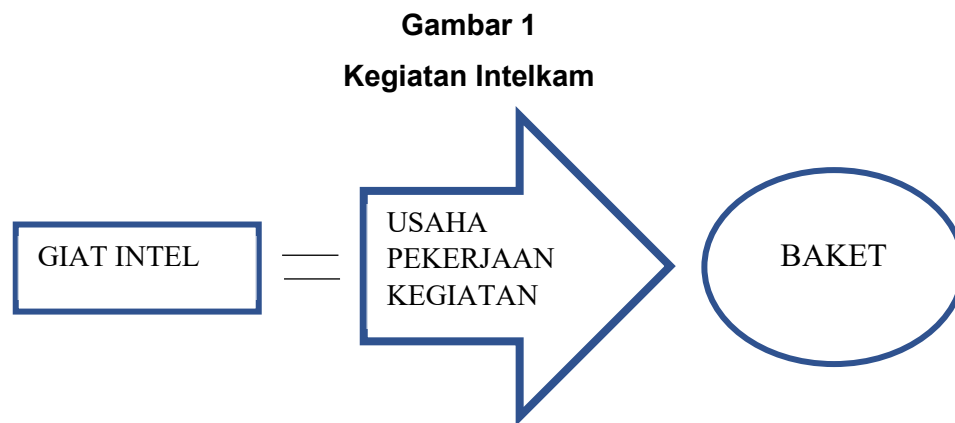 Gambar 1
Kegiatan Intelkam
GIAT INTEL
USAHA
PEKERJAAN
KEGIATAN
BAKET